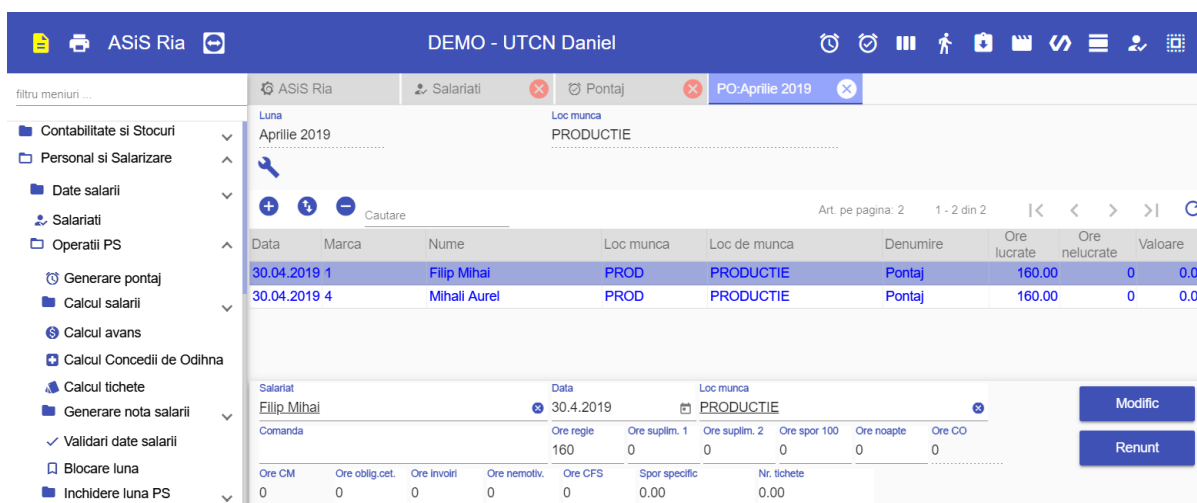 ASiS Ria DEMO - UTCN Daniel
filtru meniuri ...
Contabilitate si Stocuri
Personal si Salarizare
Date salarii
Salariati
Operatii PS
Generare pontaj
Calcul salarii
Calcul avans
Calcul Concedii de Odihna
Calcul tichete
Generare nota salarii
Validari date salarii
Blocare luna
Inchidere luna PS
ASiS Ria Salariati Pontaj PO:Aprilie 2019
Luna Loc munca
Aprilie 2019 PRODUCTIE
Cautare Art. pe pagina: 2 1 - 2 din 2
Data Marca Nume Loc munca Loc de munca Denumire Ore lucrate Ore nelucrate Valoare
30.04.2019 1 Filip Mihai PROD PRODUCTIE Pontaj 160.00 0 0.0
30.04.2019 4 Mihali Aurel PROD PRODUCTIE Pontaj 160.00 0 0.0
Salariat Data Loc munca
Filip Mihai 30.4.2019 PRODUCTIE Modific
Comanda Ore regie Ore suplim. 1 Ore suplim. 2 Ore spor 100 Ore noapte Ore CO
160 0 0 0 0 0 Renunt
Ore CM Ore oblig.cet. Ore invoiri Ore nemotiv. Ore CFS Spor specific Nr. tichete
0 0 0 0 0 0.00 0.00